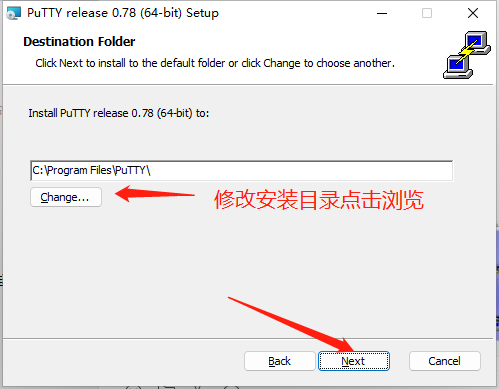 PuTTY release 0.78 (64-bit) Setup
Destination Folder
Click Next to install to the default folder or click Change to choose another.
Install PuTTY release 0.78 (64-bit) to:
C:\Program Files\PuTTY\
Change...
修改安装目录点击浏览
Back
Next
Cancel